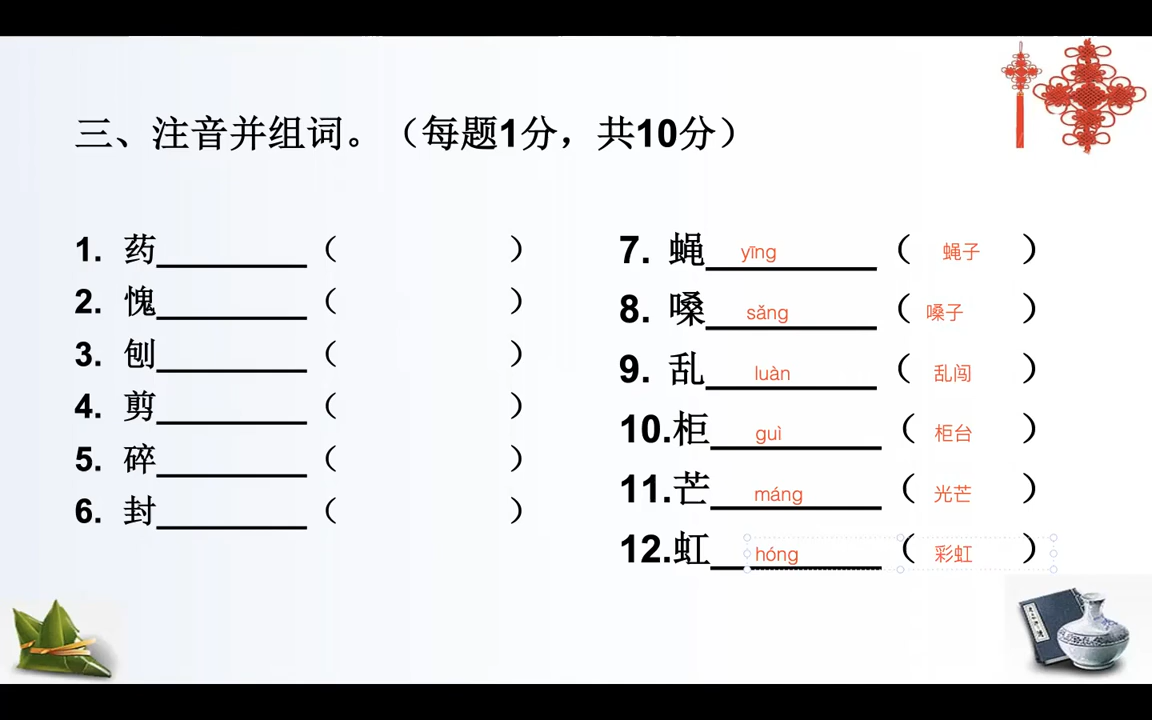 三、注音并组词。（每题1分，共10分）
1. 药________（ ）
2. 愧________（ ）
3. 刨________（ ）
4. 剪________（ ）
5. 碎________（ ）
6. 封________（ ）
7. 蝇 yīng （ 蝇子 ）
8. 嗓 sǎng （ 嗓子 ）
9. 乱 luàn （ 乱闯 ）
10.柜 guì （ 柜台 ）
11.芒 máng （ 光芒 ）
12.虹 hóng （ 彩虹 ）